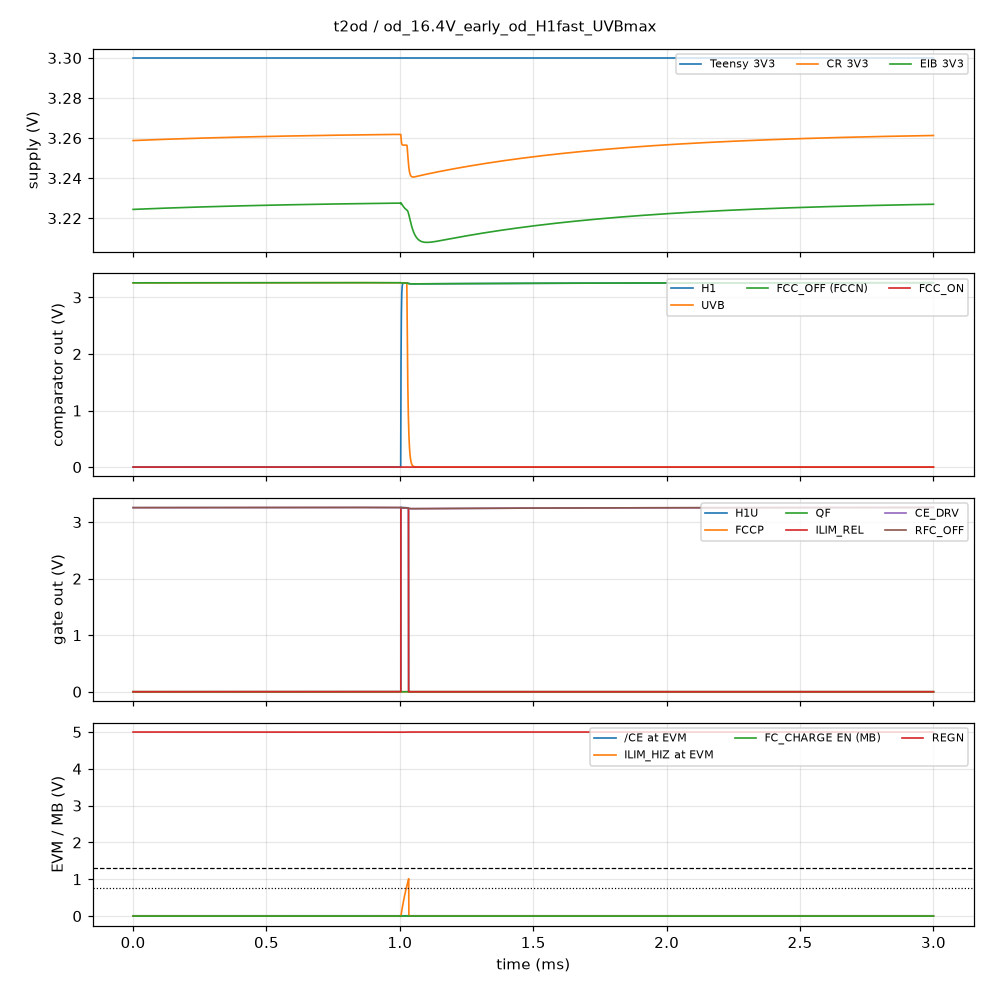 t2od / od_16.4V_early_od_H1fast_UVBmax
supply (V)
3.30
3.28
3.26
3.24
3.22
Teensy 3V3 CR 3V3 EIB 3V3
comparator out (V)
3
2
1
0
H1 FCC_OFF (FCCN) FCC_ON
UVB
gate out (V)
3
2
1
0
H1U QF CE_DRV
FCCP ILIM_REL RFC_OFF
EVM / MB (V)
5
4
3
2
1
0
/CE at EVM FC_CHARGE EN (MB) REGN
ILIM_HIZ at EVM
0.0 0.5 1.0 1.5 2.0 2.5 3.0
time (ms)